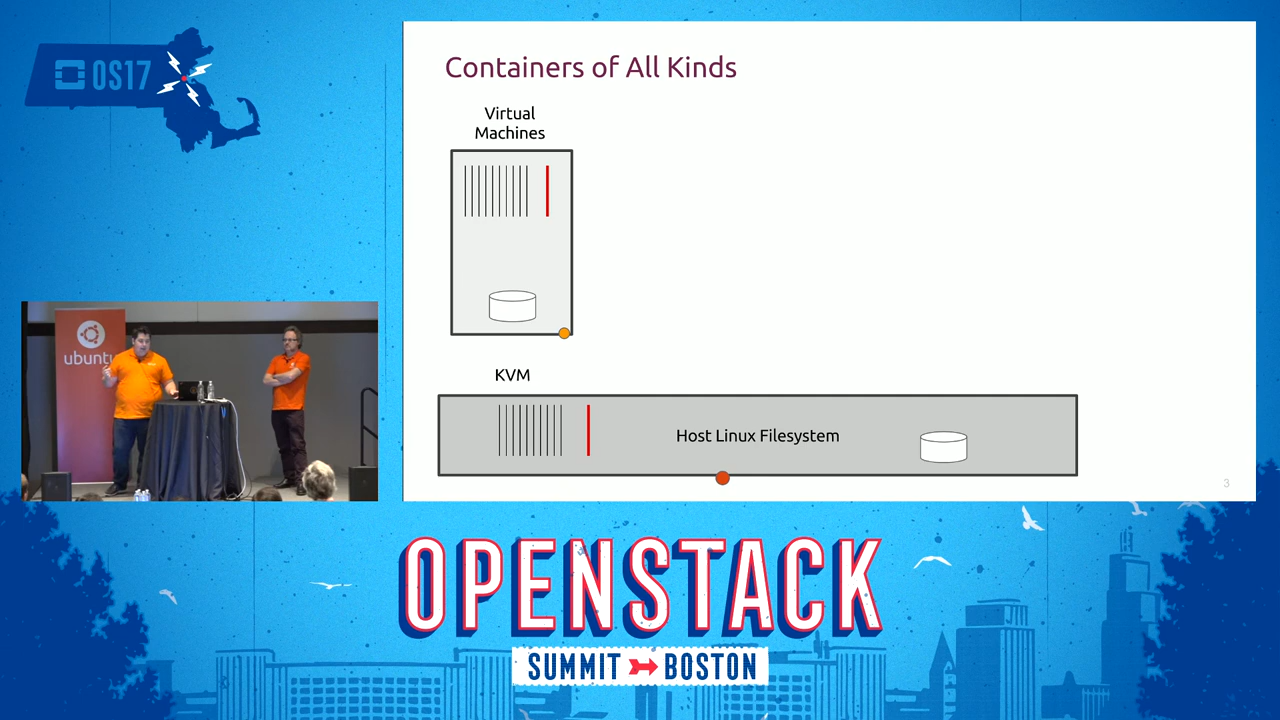 OS17
Containers of All Kinds
Virtual
Machines
KVM
Host Linux Filesystem
3
ubuntu
OPENSTACK
SUMMIT BOSTON